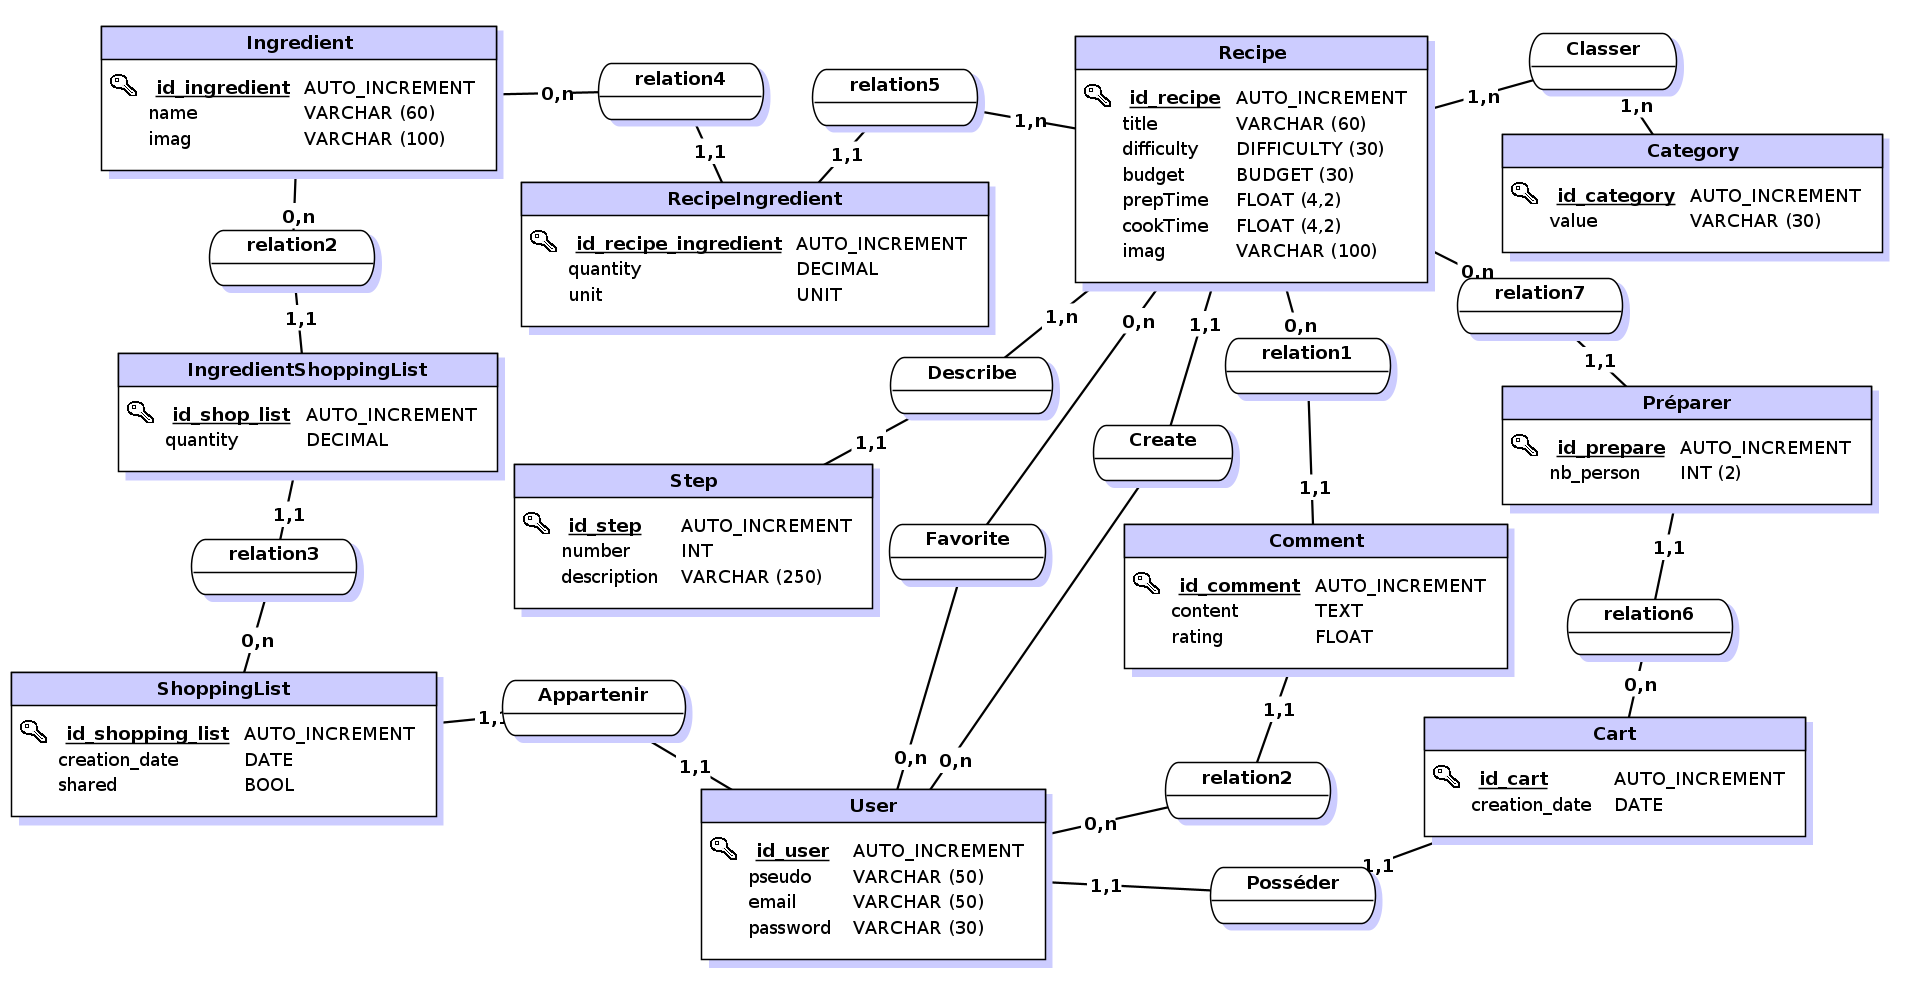 Ingredient
id_ingredient AUTO_INCREMENT
name VARCHAR (60)
imag VARCHAR (100)
0,n
relation4
1,1
relation5
1,1
1,n
Recipe
id_recipe AUTO_INCREMENT
title VARCHAR (60)
difficulty DIFFICULTY (30)
budget BUDGET (30)
prepTime FLOAT (4,2)
cookTime FLOAT (4,2)
imag VARCHAR (100)
1,n
Classer
1,n
Category
id_category AUTO_INCREMENT
value VARCHAR (30)
RecipeIngredient
id_recipe_ingredient AUTO_INCREMENT
quantity DECIMAL
unit UNIT
0,n
relation2
1,1
IngredientShoppingList
id_shop_list AUTO_INCREMENT
quantity DECIMAL
1,1
relation3
0,n
ShoppingList
id_shopping_list AUTO_INCREMENT
creation_date DATE
shared BOOL
1,1
Appartenir
1,1
1,n
Describe
1,1
Step
id_step AUTO_INCREMENT
number INT
description VARCHAR (250)
0,n
Favorite
0,n
1,1
Create
0,n
0,n
relation1
1,1
Comment
id_comment AUTO_INCREMENT
content TEXT
rating FLOAT
1,1
relation2
0,n
0,n
relation7
1,1
Préparer
id_prepare AUTO_INCREMENT
nb_person INT (2)
1,1
relation6
0,n
Cart
id_cart AUTO_INCREMENT
creation_date DATE
1,1
Posséder
1,1
User
id_user AUTO_INCREMENT
pseudo VARCHAR (50)
email VARCHAR (50)
password VARCHAR (30)